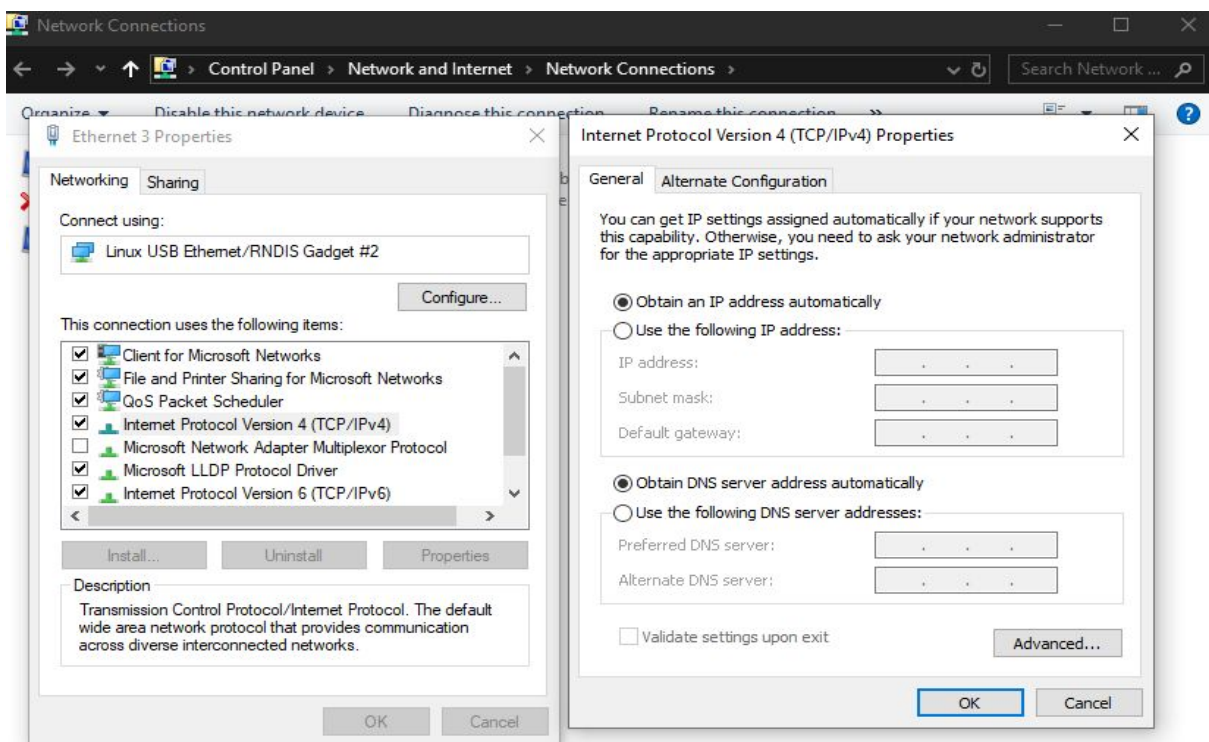 Network Connections
Control Panel > Network and Internet > Network Connections >
Search Network ...
Organize
Disable this network device
Diagnose this connection
Rename this connection
»
Ethernet 3 Properties
Networking
Sharing
Connect using:
Linux USB Ethernet/RNDIS Gadget #2
Configure...
This connection uses the following items:
Client for Microsoft Networks
File and Printer Sharing for Microsoft Networks
QoS Packet Scheduler
Internet Protocol Version 4 (TCP/IPv4)
Microsoft Network Adapter Multiplexor Protocol
Microsoft LLDP Protocol Driver
Internet Protocol Version 6 (TCP/IPv6)
Install...
Uninstall
Properties
Description
Transmission Control Protocol/Internet Protocol. The default
wide area network protocol that provides communication
across diverse interconnected networks.
OK
Cancel
Internet Protocol Version 4 (TCP/IPv4) Properties
General
Alternate Configuration
You can get IP settings assigned automatically if your network supports
this capability. Otherwise, you need to ask your network administrator
for the appropriate IP settings.
Obtain an IP address automatically
Use the following IP address:
IP address:
Subnet mask:
Default gateway:
Obtain DNS server address automatically
Use the following DNS server addresses:
Preferred DNS server:
Alternate DNS server:
Validate settings upon exit
Advanced...
OK
Cancel